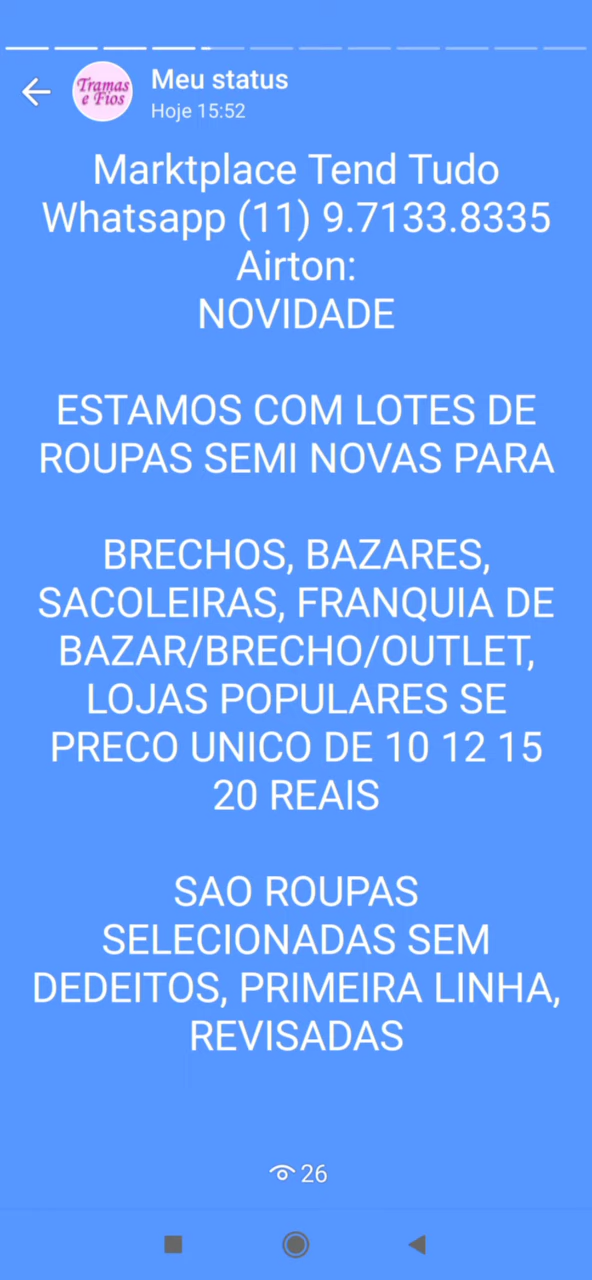 Tramas
e Fios
Meu status
Hoje 15:52
Marktplace Tend Tudo
Whatsapp (11) 9.7133.8335
Airton:
NOVIDADE
ESTAMOS COM LOTES DE
ROUPAS SEMI NOVAS PARA
BRECHOS, BAZARES,
SACOLEIRAS, FRANQUIA DE
BAZAR/BRECHO/OUTLET,
LOJAS POPULARES SE
PRECO UNICO DE 10 12 15
20 REAIS
SAO ROUPAS
SELECIONADAS SEM
DEDEITOS, PRIMEIRA LINHA,
REVISADAS
26